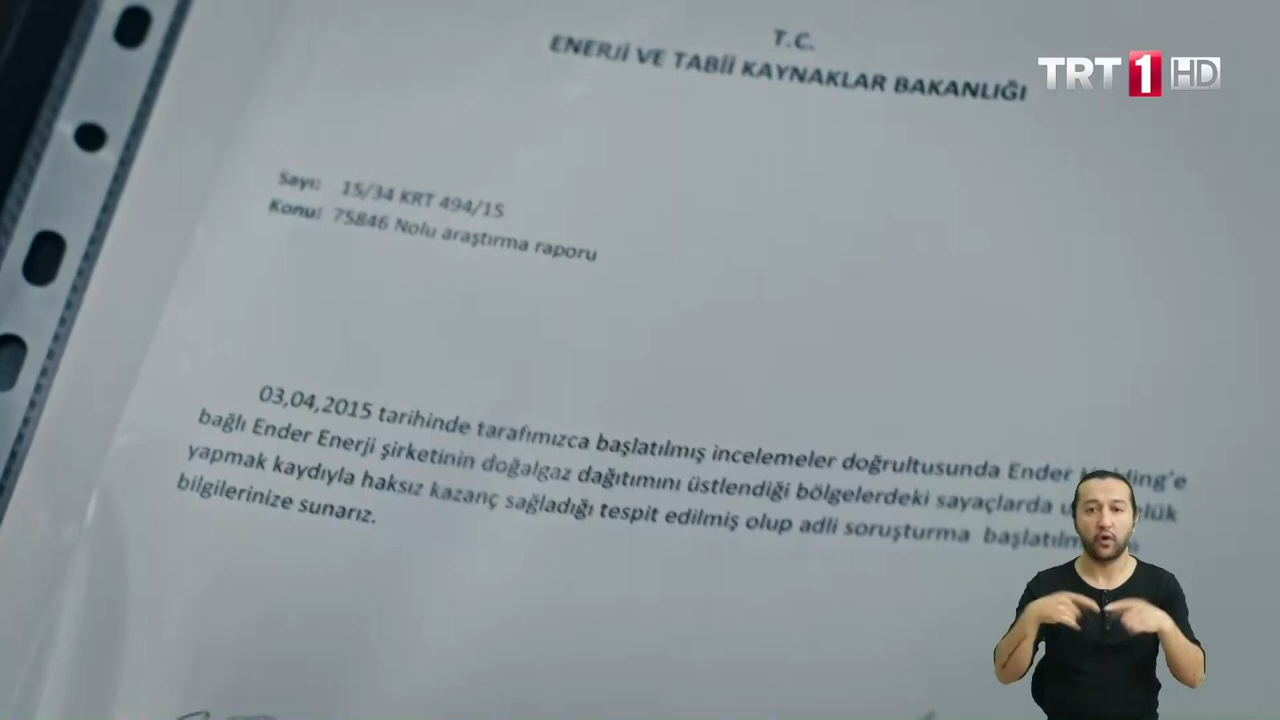 T.C.
ENERJİ VE TABİİ KAYNAKLAR BAKANLIĞI
TRT 1 HD
Sayı: 15/34 KRT 494/15
Konu: 75846 Nolu araştırma raporu
03,04,2015 tarihinde tarafımızca başlatılmış incelemeler doğrultusunda Ender
bağlı Ender Enerji şirketinin doğalgaz dağıtımını üstlendiği bölgelerdeki sayaçlarda
yapmak kaydıyla haksız kazanç sağladığı tespit edilmiş olup adli soruşturma
bilgilerinize sunarız.